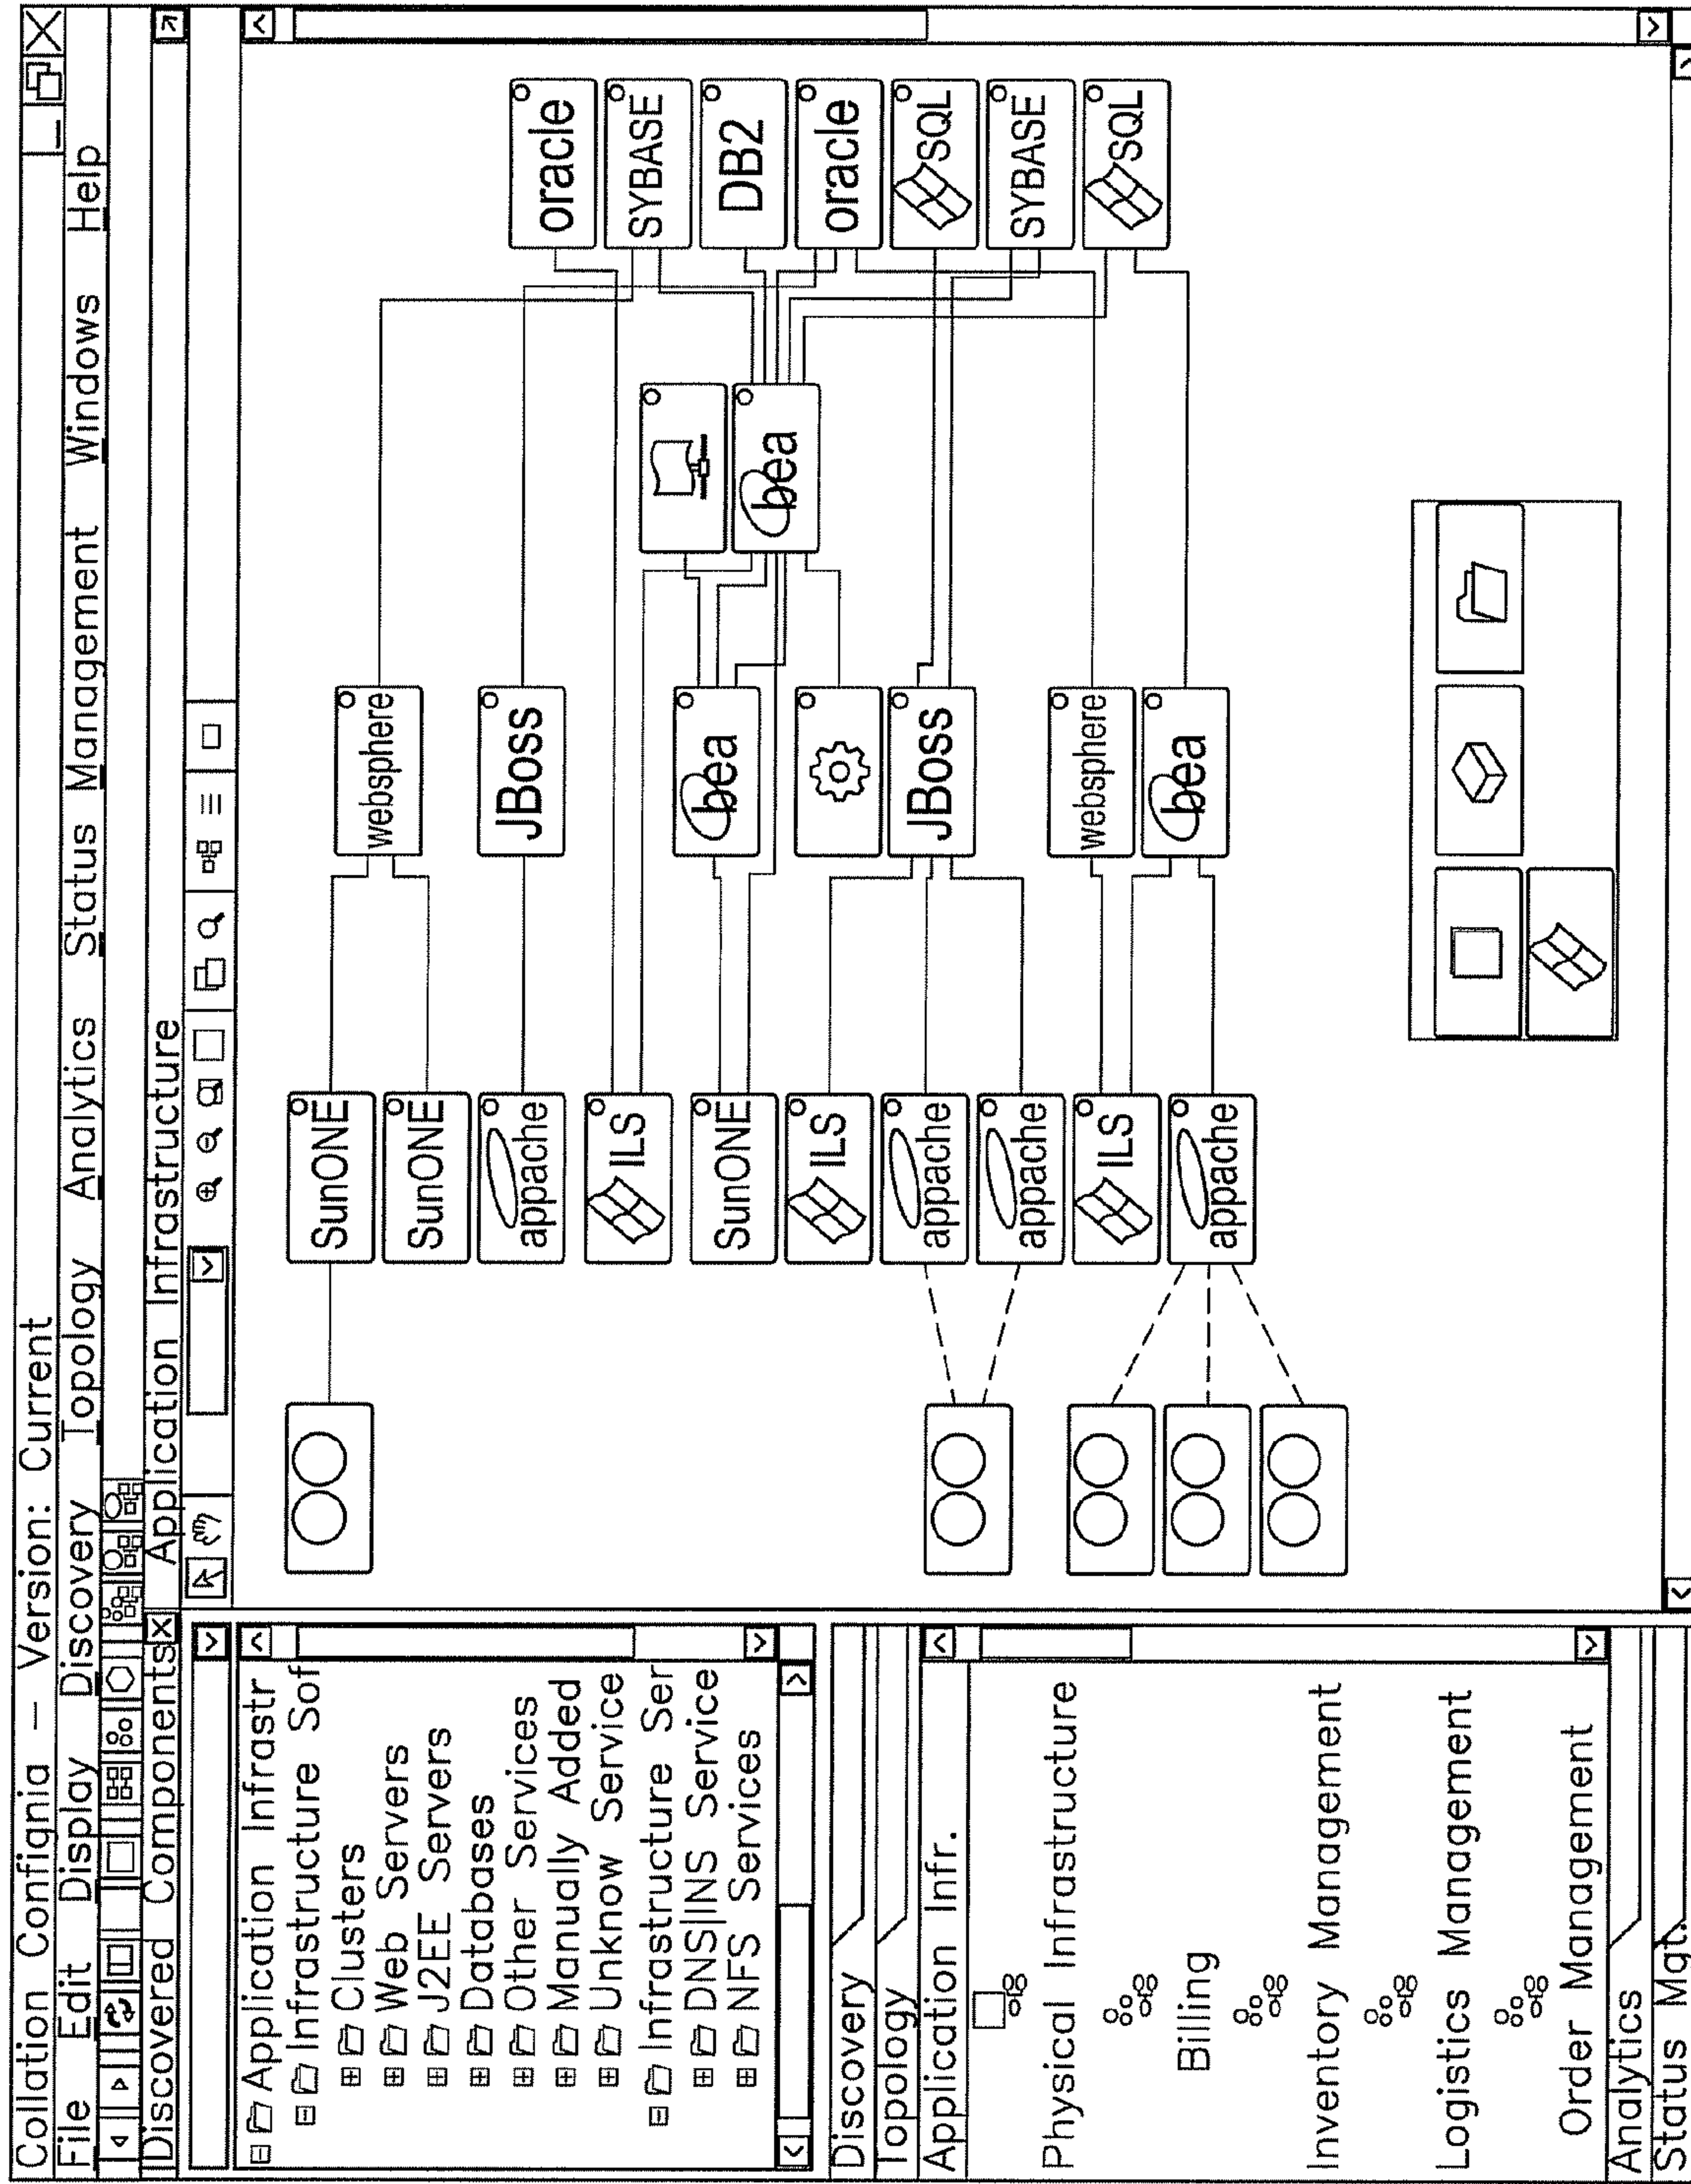 Collation Confignia — Version: Current
File Edit Display Discovery Topology Analytics Status Management Windows Help
Discovered Components
Application Infrastructure
Application Infrastr
Infrastructure Sof
Clusters
Web Servers
J2EE Servers
Databases
Other Services
Manually Added
Unknow Service
Infrastructure Ser
DNS|INS Service
NFS Services
Discovery
Topology
Application Infr.
Physical Infrastructure
Billing
Inventory Management
Logistics Management
Order Management
Analytics
Status Mgt.
SunONE
SunONE
appache
ILS
SunONE
ILS
appache
appache
ILS
appache
websphere
JBoss
bea
JBoss
websphere
bea
bea
oracle
SYBASE
DB2
oracle
SQL
SYBASE
SQL